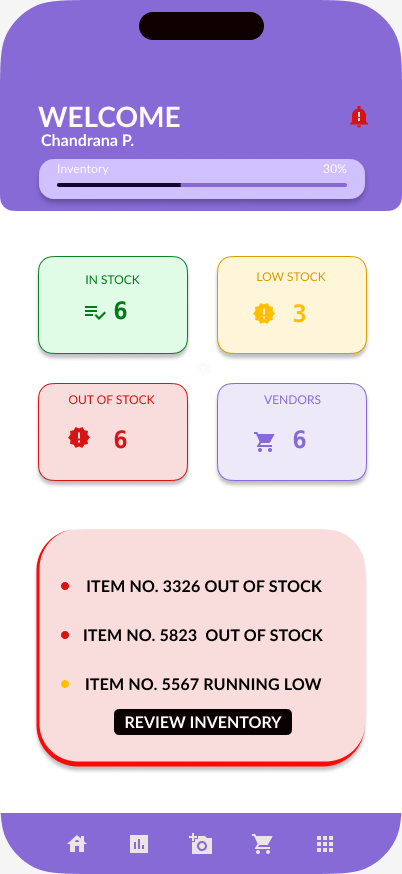 WELCOME
Chandrana P.
Inventory 30%
IN STOCK
6
LOW STOCK
3
OUT OF STOCK
6
VENDORS
6
ITEM NO. 3326 OUT OF STOCK
ITEM NO. 5823 OUT OF STOCK
ITEM NO. 5567 RUNNING LOW
REVIEW INVENTORY